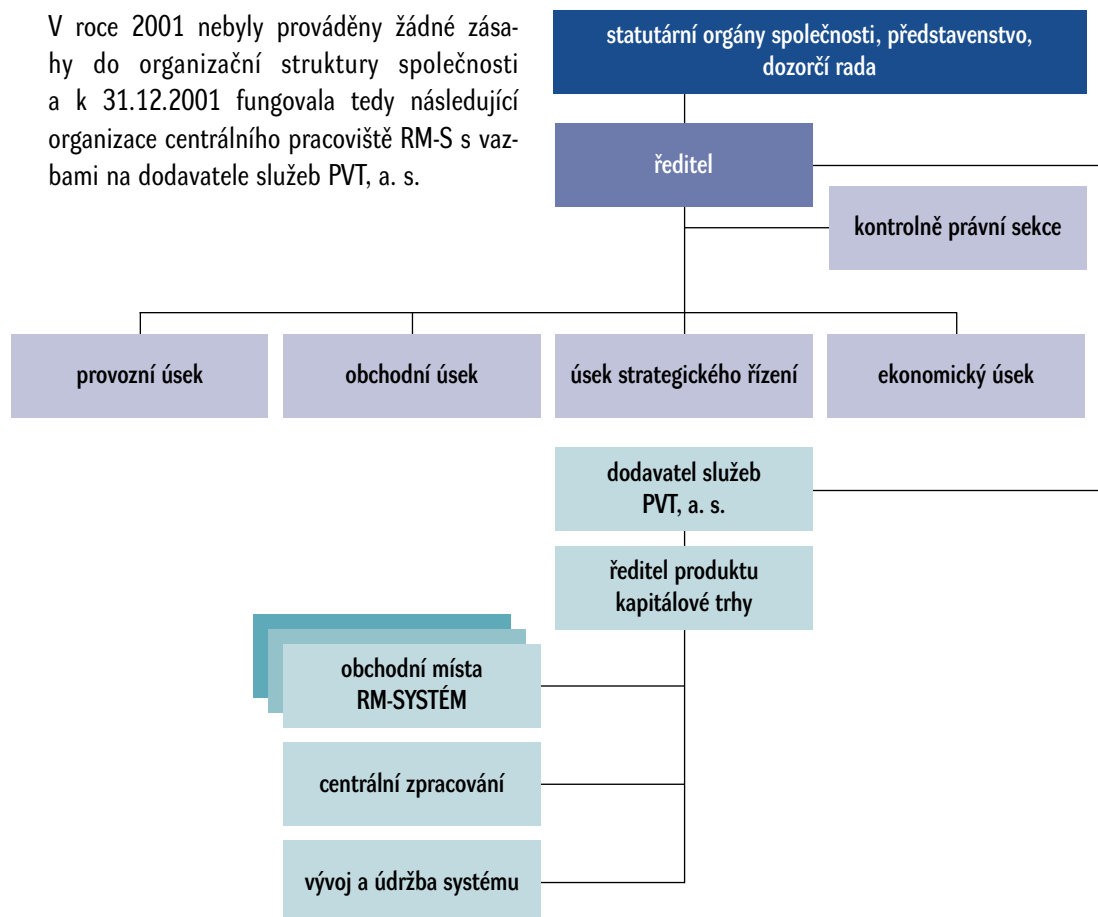 V roce 2001 nebyly prováděny žádné zása-
hy do organizační struktury společnosti
a k 31.12.2001 fungovala tedy následující
organizace centrálního pracoviště RM-S s vaz-
bami na dodavatele služeb PVT, a. s.
statutární orgány společnosti, představenstvo,
dozorčí rada
ředitel
kontrolně právní sekce
provozní úsek
obchodní úsek
úsek strategického řízení
ekonomický úsek
dodavatel služeb
PVT, a. s.
ředitel produktu
kapitálové trhy
obchodní místa
RM-SYSTÉM
centrální zpracování
vývoj a údržba systému